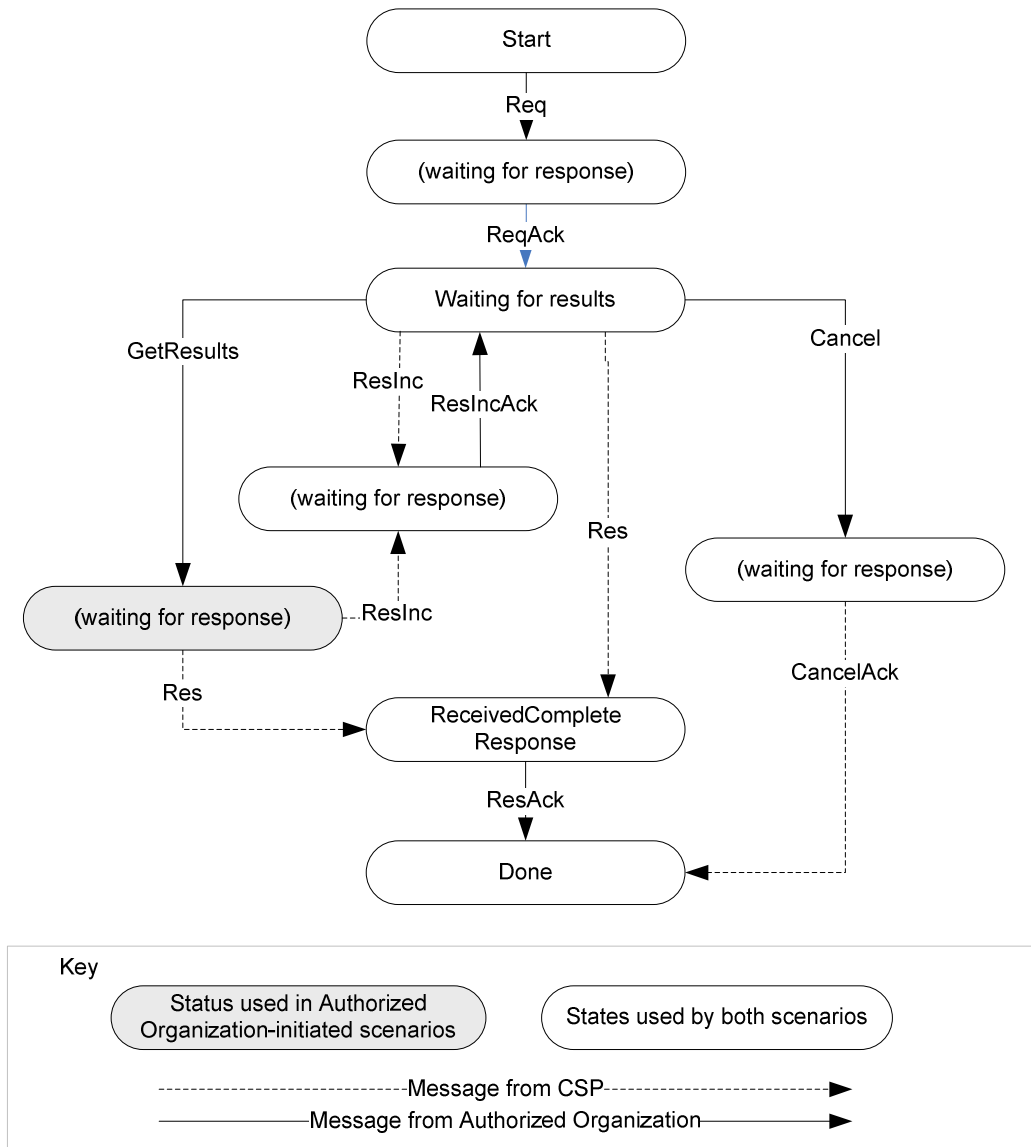 Start
Req
(waiting for response)
ReqAck
Waiting for results
GetResults
Cancel
ResInc
ResIncAck
(waiting for response)
Res
(waiting for response)
(waiting for response)
ResInc
CancelAck
Res
ReceivedComplete
Response
ResAck
Done
Key
Status used in Authorized
Organization-initiated scenarios
States used by both scenarios
Message from CSP
Message from Authorized Organization